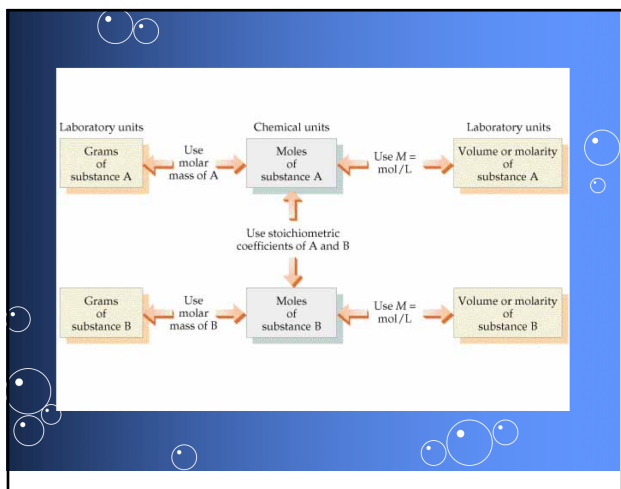 Laboratory units
Chemical units
Laboratory units
Grams
of
substance A
Use
molar
mass of A
Moles
of
substance A
Use M =
mol/L
Volume or molarity
of
substance A
Use stoichiometric
coefficients of A and B
Grams
of
substance B
Use
molar
mass of B
Moles
of
substance B
Use M =
mol/L
Volume or molarity
of
substance B